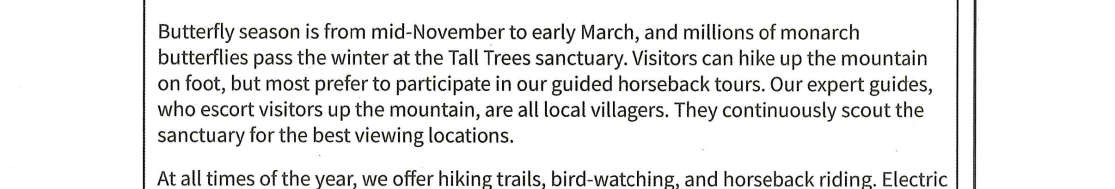 Butterfly season is from mid-November to early March, and millions of monarch
butterflies pass the winter at the Tall Trees sanctuary. Visitors can hike up the mountain
on foot, but most prefer to participate in our guided horseback tours. Our expert guides,
who escort visitors up the mountain, are all local villagers. They continuously scout the
sanctuary for the best viewing locations.
At all times of the year, we offer hiking trails, bird-watching, and horseback riding. Electric